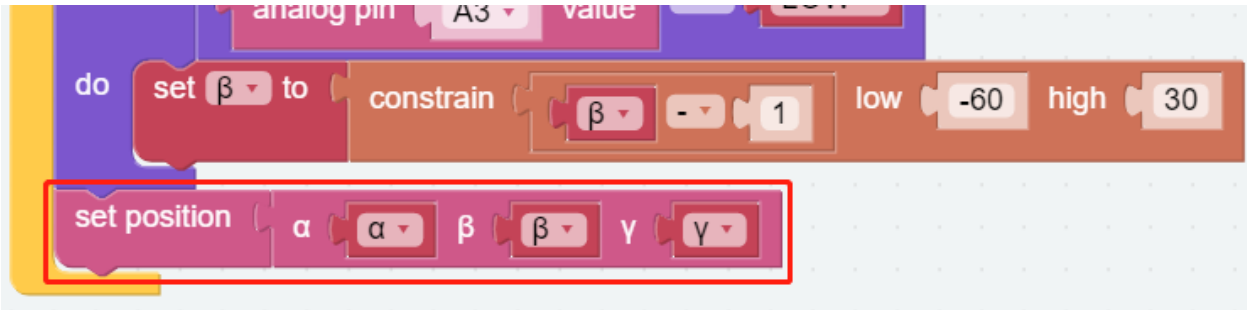 analog pin A3 value
do set β to constrain β - 1 low -60 high 30
set position α α β β γ γ